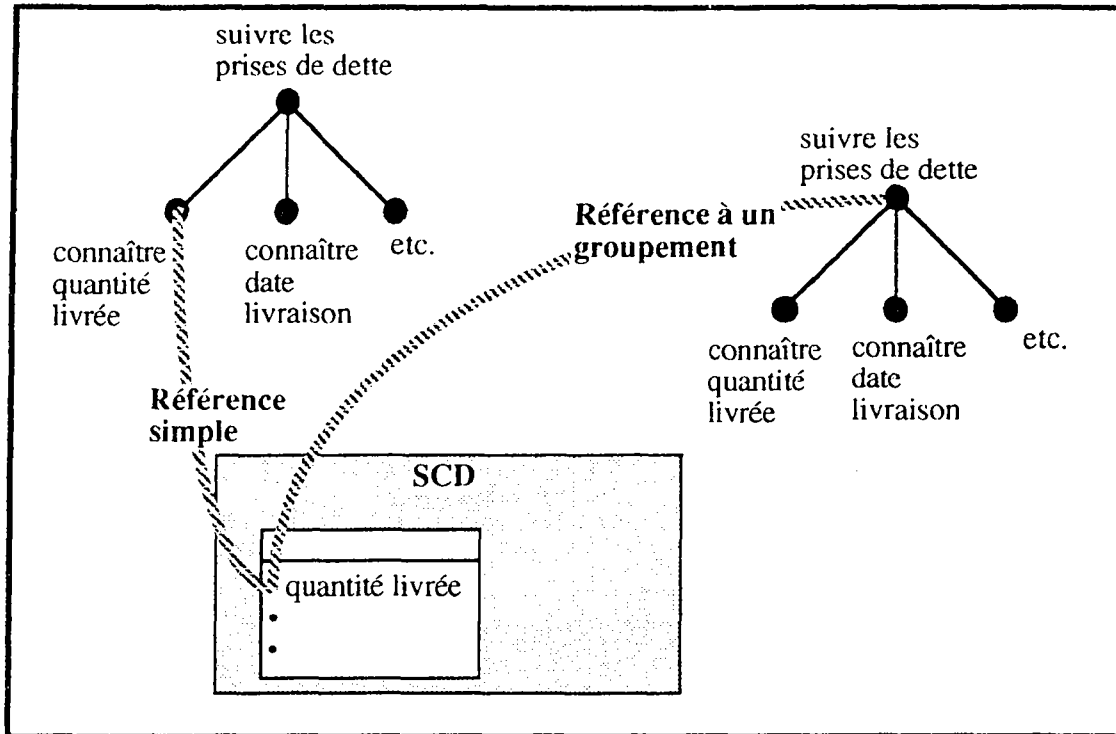 suivre les
prises de dette
connaître
quantité
livrée
connaître
date
livraison
etc.
Référence à un
groupement
suivre les
prises de dette
connaître
quantité
livrée
connaître
date
livraison
etc.
Référence
simple
SCD
quantité livrée